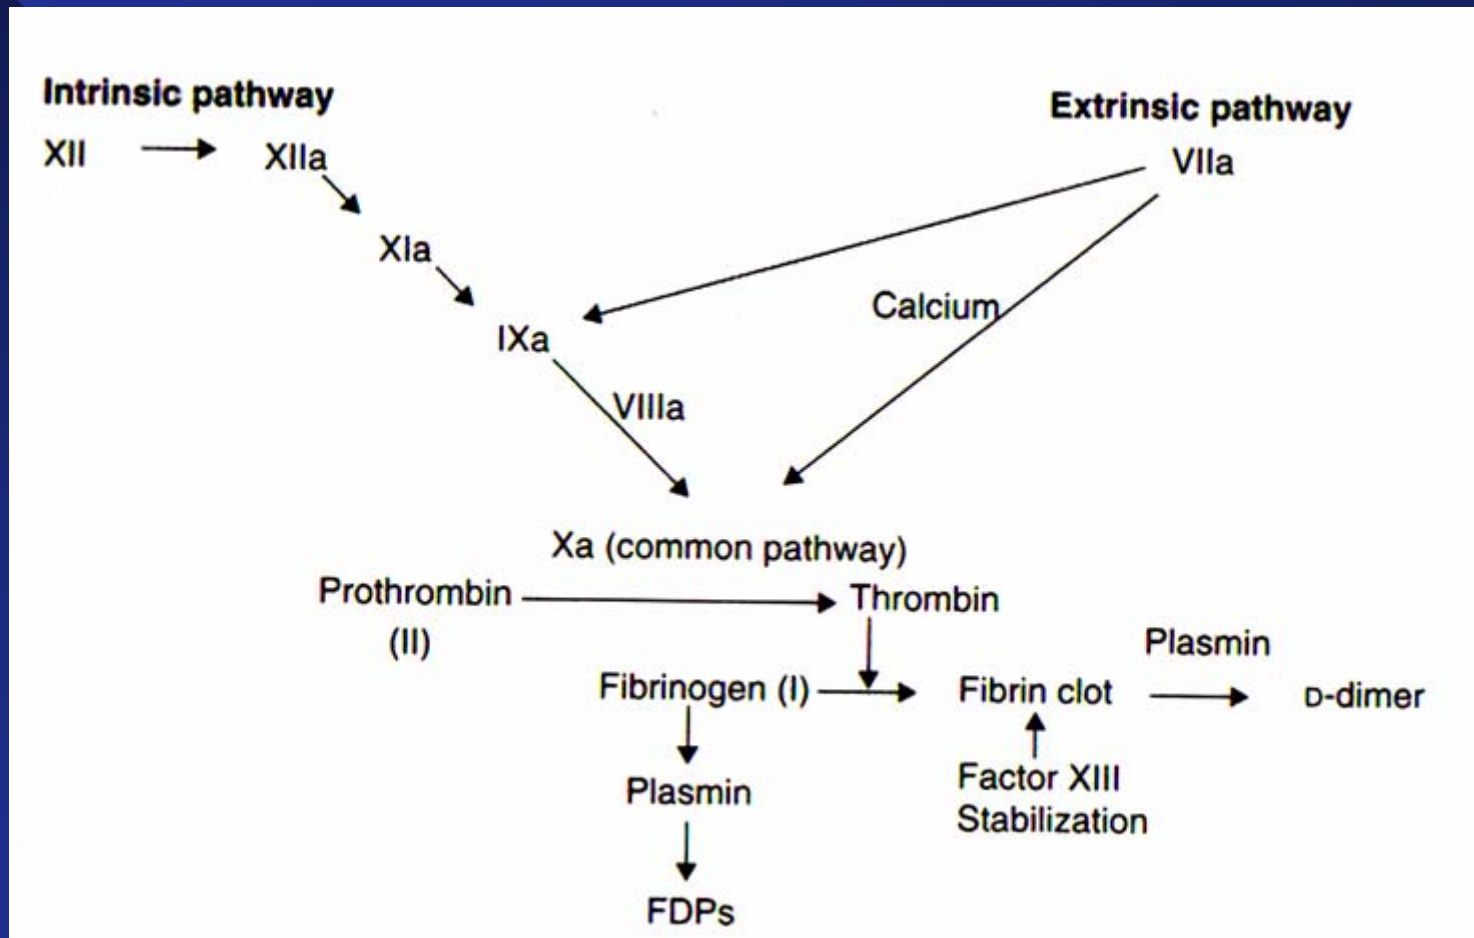 Intrinsic pathway
Extrinsic pathway
XII
XIIa
VIIa
XIa
Calcium
IXa
VIIIa
Xa (common pathway)
Prothrombin
Thrombin
(II)
Plasmin
Fibrinogen (I)
Fibrin clot
D-dimer
Plasmin
Factor XIII
Stabilization
FDPs